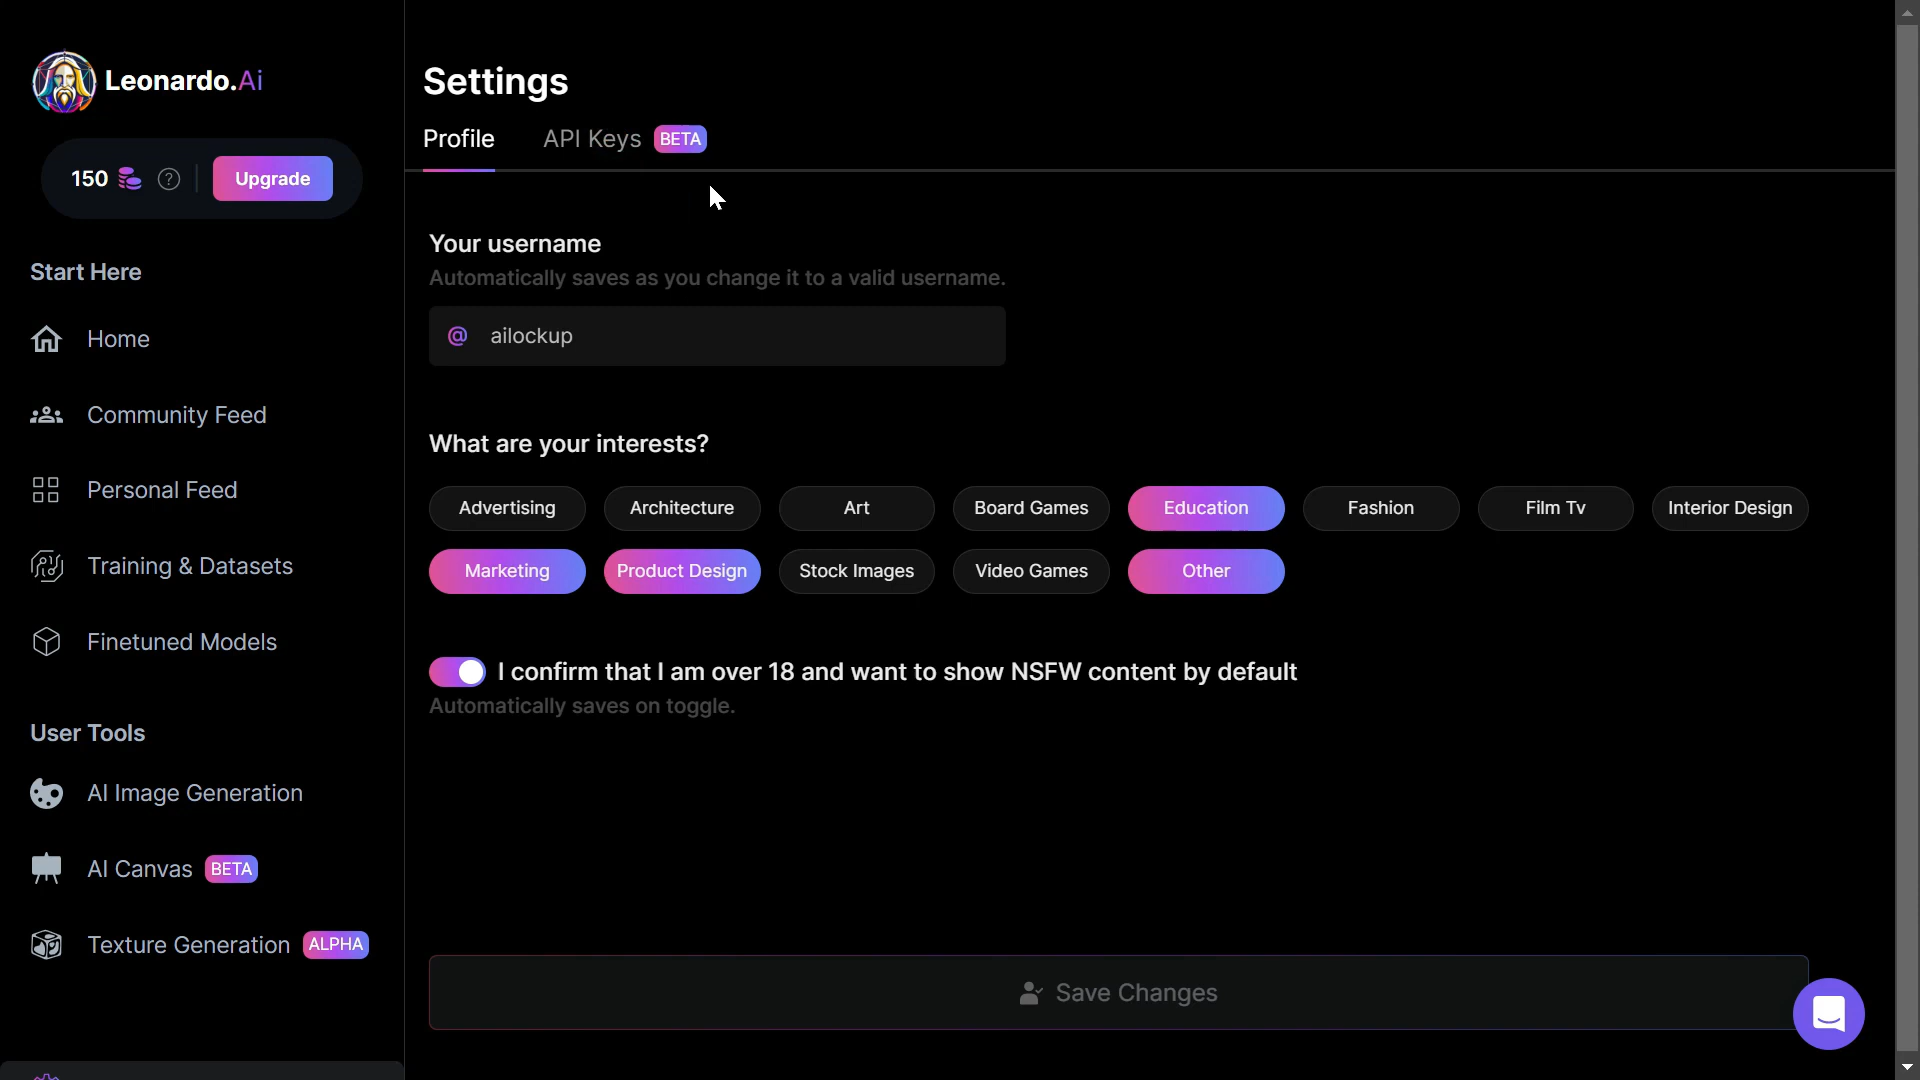 Leonardo.Ai
150
?
Upgrade
Start Here
Home
Community Feed
Personal Feed
Training & Datasets
Finetuned Models
User Tools
AI Image Generation
AI Canvas BETA
Texture Generation ALPHA
Settings
Profile API Keys BETA
Your username
Automatically saves as you change it to a valid username.
@ ailockup
What are your interests?
Advertising Architecture Art Board Games Education Fashion Film Tv Interior Design
Marketing Product Design Stock Images Video Games Other
I confirm that I am over 18 and want to show NSFW content by default
Automatically saves on toggle.
Save Changes